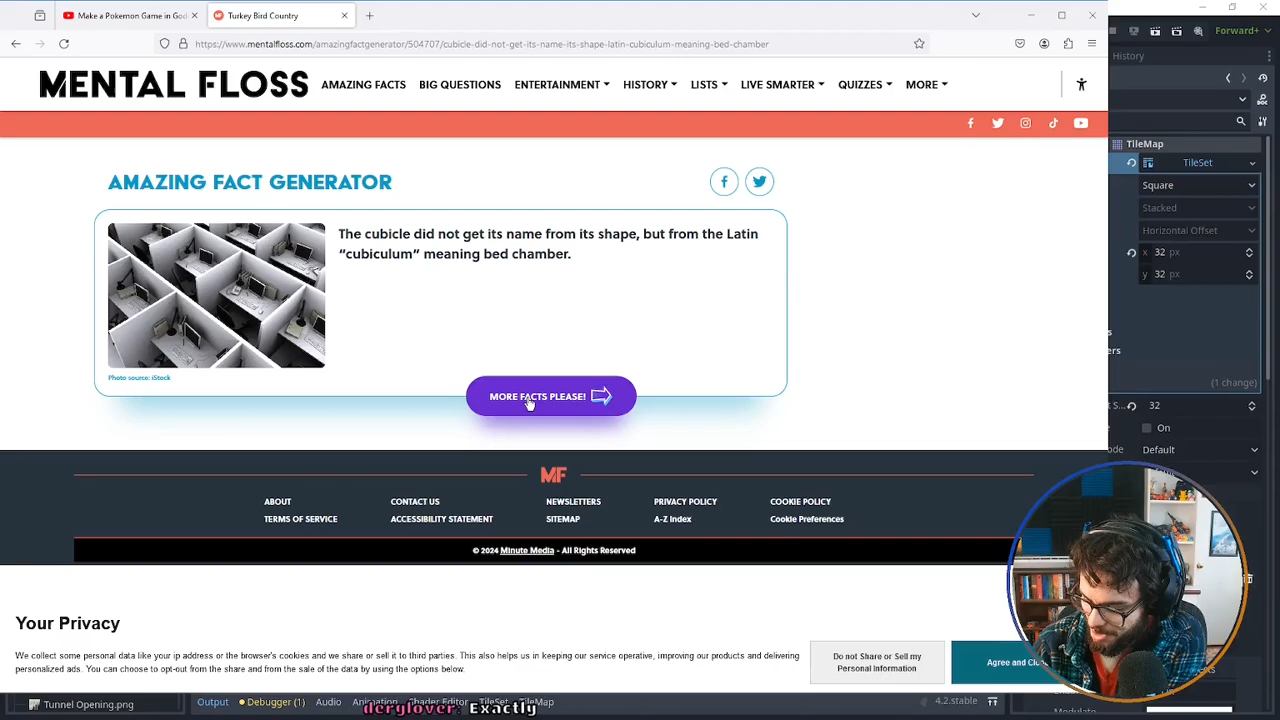 Make a Pokemon Game in God
Turkey Bird Country
https://www.mentalfloss.com/amazingfactgenerator/504707/cubicle-did-not-get-its-name-its-shape-latin-cubiculum-meaning-bed-chamber
Forward+
History
MENTAL FLOSS
AMAZING FACTS
BIG QUESTIONS
ENTERTAINMENT
HISTORY
LISTS
LIVE SMARTER
QUIZZES
MORE
TileMap
TileSet
Square
Stacked
Horizontal Offset
x 32 px
y 32 px
AMAZING FACT GENERATOR
The cubicle did not get its name from its shape, but from the Latin
“cubiculum” meaning bed chamber.
Photo source: iStock
MORE FACTS PLEASE!
ers
(1 change)
32
On
Default
MF
ABOUT
CONTACT US
NEWSLETTERS
PRIVACY POLICY
COOKIE POLICY
TERMS OF SERVICE
ACCESSIBILITY STATEMENT
SITEMAP
A-Z Index
Cookie Preferences
© 2024 Minute Media - All Rights Reserved
Your Privacy
We collect some personal data like your ip address or the browser's cookies and we share or sell it to third parties. This also helps us in keeping our service operative, improving our products and delivering
personalized ads. You can choose to opt-out from the share and from the sale of the data by using the options below.
Do not Share or Sell my
Personal Information
Agree and Clo
Tunnel Opening.png
Output
Debugger (1)
Audio
Shader Editor
TileSet
TileMap
4.2.stable
deryglover: Exactly